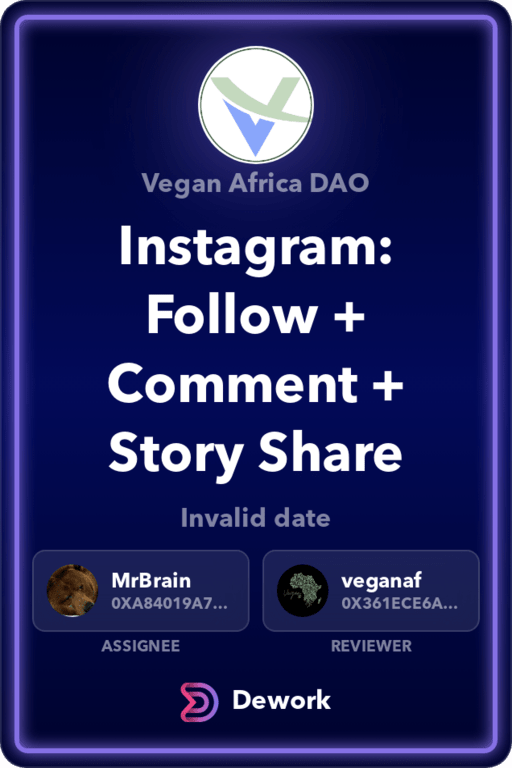 Vegan Africa DAO
Instagram:
Follow +
Comment +
Story Share
Invalid date
MrBrain
0XA84019A7...
veganaf
0X361ECE6A...
ASSIGNEE
REVIEWER
Dework